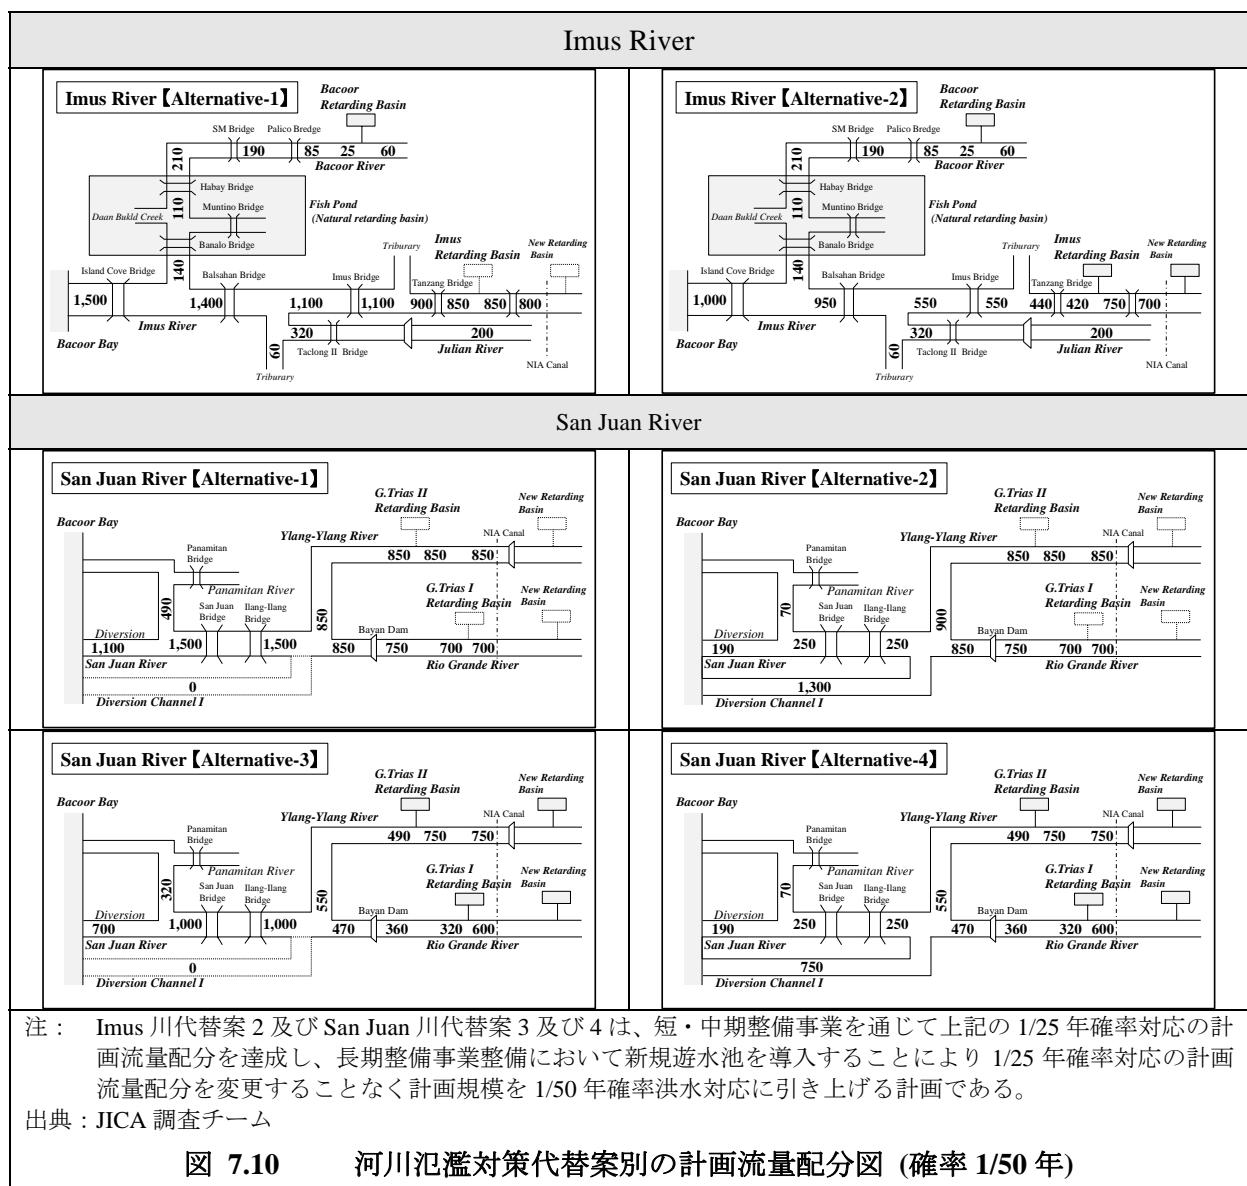 Imus River
Imus River【Alternative-1】
Bacoor
Retarding Basin
SM Bridge
Palico Bredge
190
85
25
60
Bacoor River
210
Habay Bridge
110
Muntino Bridge
Fish Pond
(Natural retarding basin)
Daan Bukld Creek
Banalo Bridge
140
Triburary
Imus
Retarding Basin
New Retarding
Basin
Island Cove Bridge
Balsahan Bridge
Imus Bridge
Tanzang Bridge
1,500
1,400
1,100
1,100
900
850
850
800
Imus River
Bacoor Bay
320
200
60
Taclong II Bridge
Julian River
NIA Canal
Triburary
Imus River【Alternative-2】
Bacoor
Retarding Basin
SM Bridge
Palico Bredge
190
85
25
60
Bacoor River
210
Habay Bridge
110
Muntino Bridge
Fish Pond
(Natural retarding basin)
Daan Bukld Creek
Banalo Bridge
140
Triburary
Imus
Retarding Basin
New Retarding
Basin
Island Cove Bridge
Balsahan Bridge
Imus Bridge
Tanzang Bridge
1,000
950
550
550
440
420
750
700
Imus River
Bacoor Bay
320
200
60
Taclong II Bridge
Julian River
NIA Canal
Triburary
San Juan River
San Juan River【Alternative-1】
G.Trias II
Retarding Basin
New Retarding
Basin
Bacoor Bay
Ylang-Ylang River
NIA Canal
Panamitan
Bridge
850
850
850
Panamitan River
490
San Juan
Bridge
Ilang-Ilang
Bridge
850
G.Trias I
Retarding Basin
New Retarding
Basin
Diversion
1,100
1,500
1,500
Bayan Dam
850
750
700
700
San Juan River
Rio Grande River
0
Diversion Channel I
San Juan River【Alternative-2】
G.Trias II
Retarding Basin
New Retarding
Basin
Bacoor Bay
Ylang-Ylang River
NIA Canal
Panamitan
Bridge
850
850
850
Panamitan River
70
San Juan
Bridge
Ilang-Ilang
Bridge
900
G.Trias I
Retarding Basin
New Retarding
Basin
Diversion
190
250
250
Bayan Dam
850
750
700
700
San Juan River
Rio Grande River
1,300
Diversion Channel I
San Juan River【Alternative-3】
G.Trias II
Retarding Basin
New Retarding
Basin
Bacoor Bay
Ylang-Ylang River
NIA Canal
Panamitan
Bridge
490
750
750
Panamitan River
320
San Juan
Bridge
Ilang-Ilang
Bridge
550
G.Trias I
Retarding Basin
New Retarding
Basin
Diversion
700
1,000
1,000
Bayan Dam
470
360
320
600
San Juan River
Rio Grande River
0
Diversion Channel I
San Juan River【Alternative-4】
G.Trias II
Retarding Basin
New Retarding
Basin
Bacoor Bay
Ylang-Ylang River
NIA Canal
Panamitan
Bridge
490
750
750
Panamitan River
70
San Juan
Bridge
Ilang-Ilang
Bridge
550
G.Trias I
Retarding Basin
New Retarding
Basin
Diversion
190
250
250
Bayan Dam
470
360
320
600
San Juan River
Rio Grande River
750
Diversion Channel I
注： Imus 川代替案 2 及び San Juan 川代替案 3 及び 4 は、短・中期整備事業を通じて上記の 1/25 年確率対応の計
画流量配分を達成し、長期整備事業整備において新規遊水池を導入することにより 1/25 年確率対応の計画
流量配分を変更することなく計画規模を 1/50 年確率洪水対応に引き上げる計画である。
出典：JICA 調査チーム
図 7.10 河川氾濫対策代替案別の計画流量配分図 (確率 1/50 年)